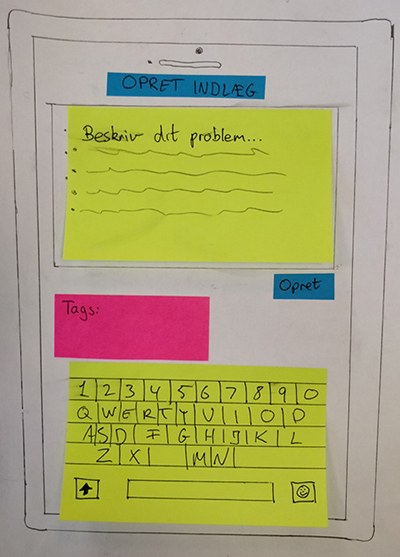 OPRET INDLÆG
Beskriv dit problem...
Opret
Tags:
1 2 3 4 5 6 7 8 9 0
Q W E R T Y U I O P
A S D F G H J K L
Z X M N